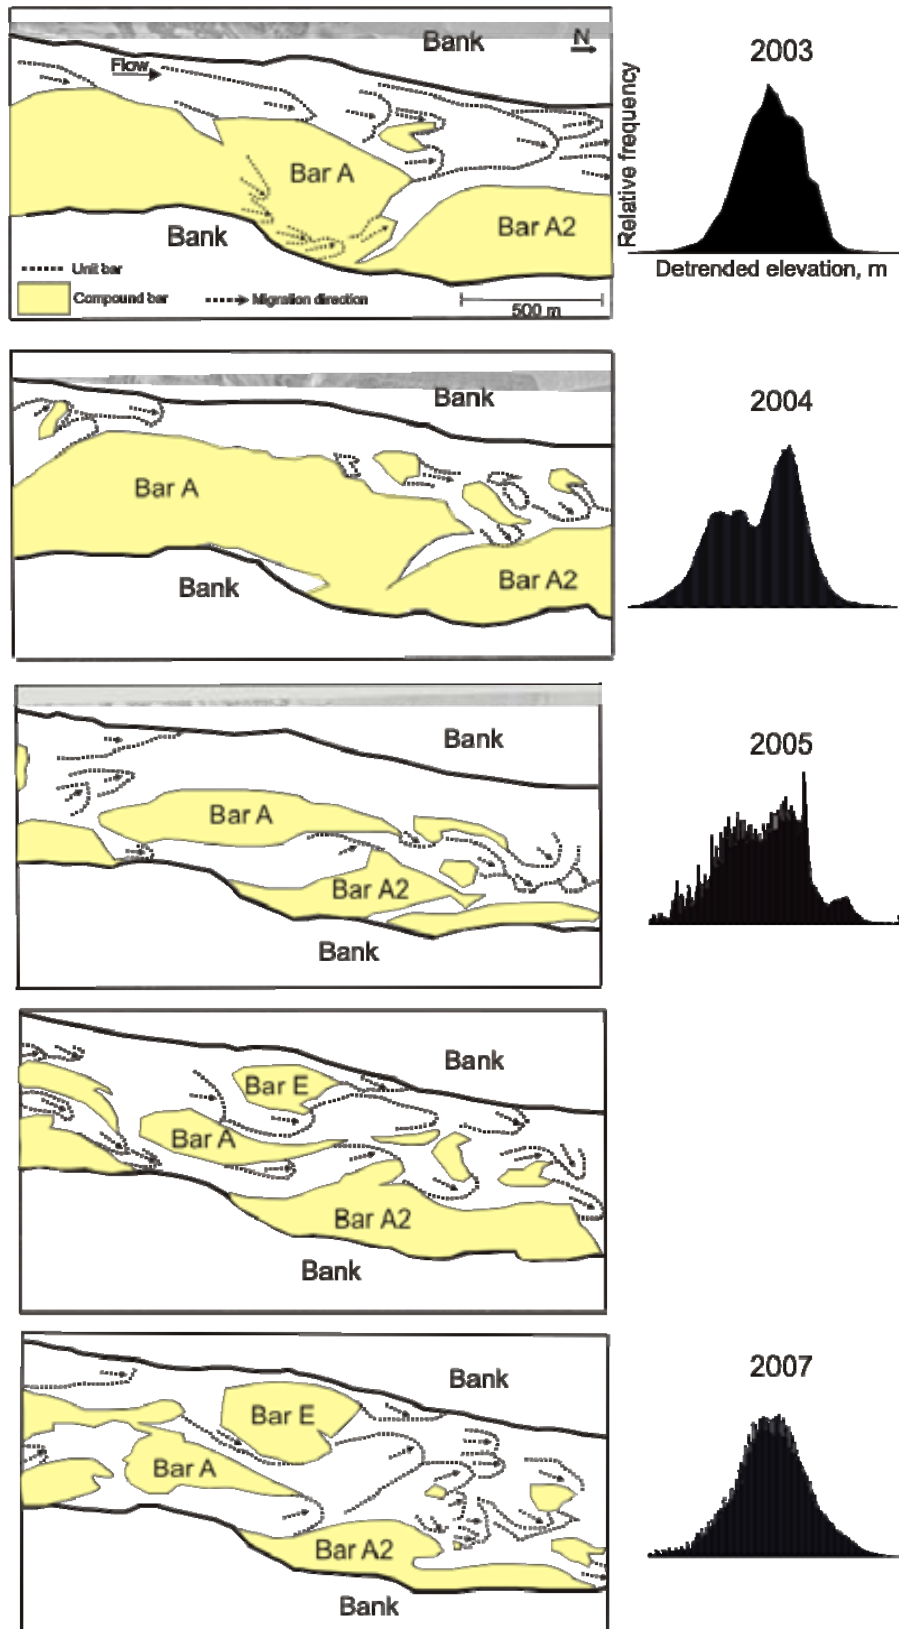 Bank
N
Flow
Bar A
Bar A2
Bank
Unit bar
Compound bar
Migration direction
500 m
2003
Relative frequency
Detrended elevation, m
Bank
Bar A
Bar A2
Bank
2004
Bank
Bar A
Bar A2
Bank
2005
Bank
Bar E
Bar A
Bar A2
Bank
Bank
Bar E
Bar A
Bar A2
Bank
2007